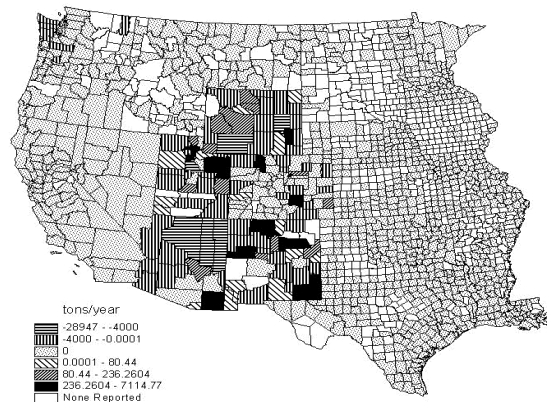 tons/year
-28947 - -4000
-4000 - -0.0001
0
0.0001 - 80.44
80.44 - 236.2604
236.2604 - 7114.77
None Reported